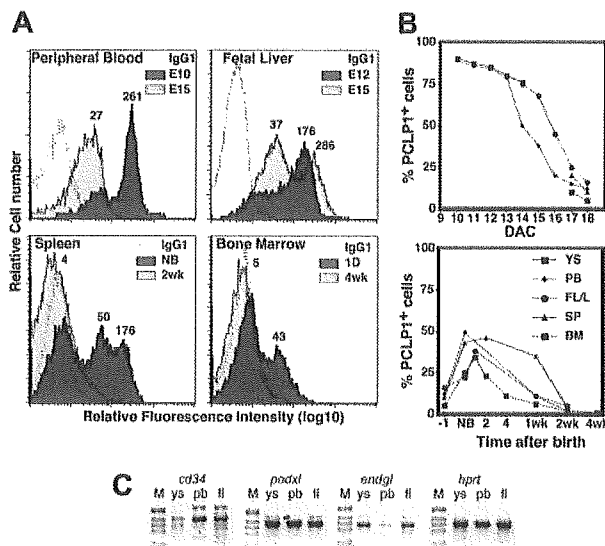 A
Peripheral Blood
IgG1
E10
E15
27
261
Fetal Liver
IgG1
E12
E15
37
176
286
Spleen
IgG1
NB
2wk
4
50
176
Bone Marrow
IgG1
1D
4wk
5
43
Relative Cell number
Relative Fluorescence Intensity (log10)
B
% PCLP1+ cells
100
75
50
25
0
9 10 11 12 13 14 15 16 17 18
DAC
% PCLP1+ cells
100
75
50
25
0
YS
PB
FL/L
SP
BM
-1 NB 2 4 1wk 2wk 4wk
Time after birth
C
cd34
podxl
endgl
hprt
M ys pb fl
M ys pb fl
M ys pb fl
M ys pb fl